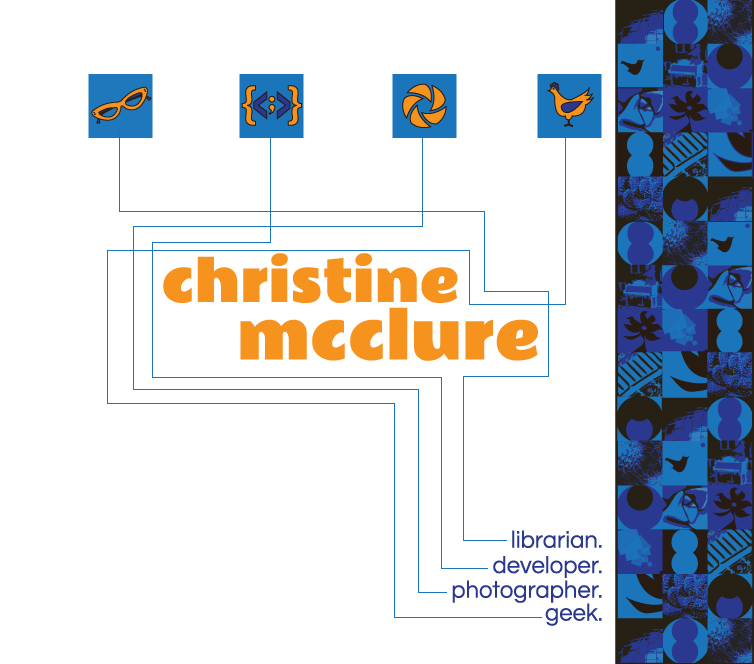 {<;>}
christine
mcclure
librarian.
developer.
photographer.
geek.